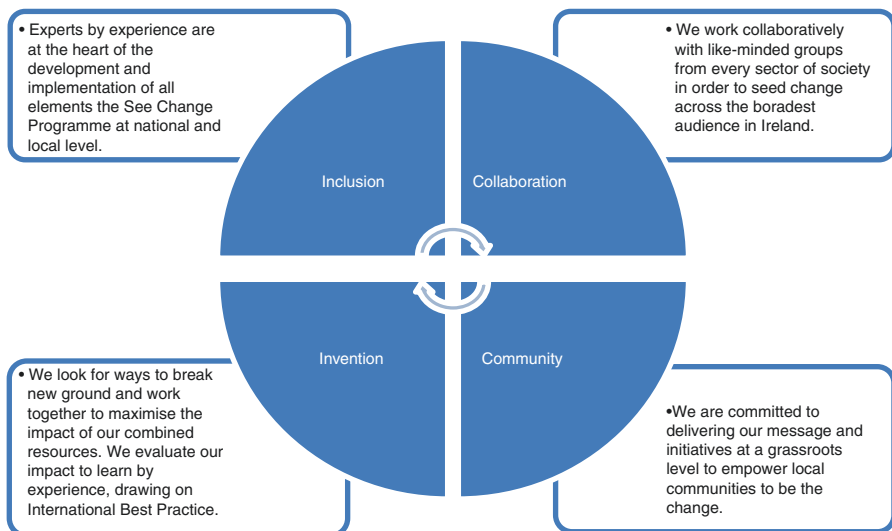 • Experts by experience are
at the heart of the
development and
implementation of all
elements the See Change
Programme at national and
local level.
• We work collaboratively
with like-minded groups
from every sector of society
in order to seed change
across the boradest
audience in Ireland.
Inclusion
Collaboration
Invention
Community
• We look for ways to break
new ground and work
together to maximise the
impact of our combined
resources. We evaluate our
impact to learn by
experience, drawing on
International Best Practice.
•We are committed to
delivering our message and
initiatives at a grassroots
level to empower local
communities to be the
change.